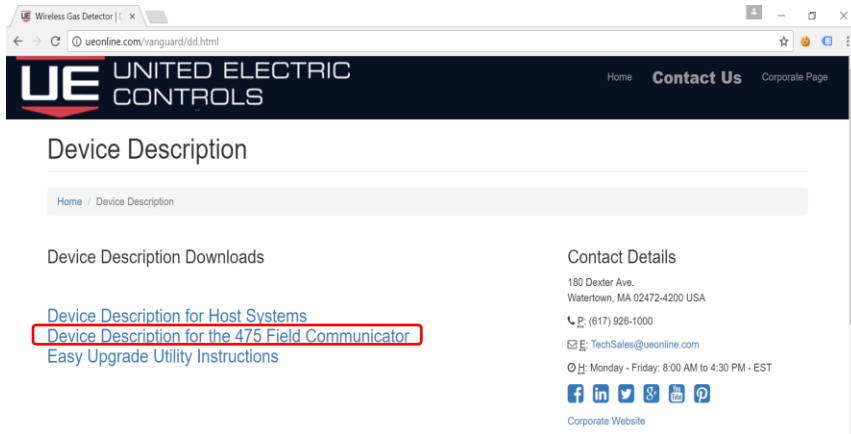 Wireless Gas Detector | D
ueonline.com/vanguard/dd.html
UE UNITED ELECTRIC
CONTROLS
Home Contact Us Corporate Page
Device Description
Home / Device Description
Device Description Downloads
Device Description for Host Systems
Device Description for the 475 Field Communicator
Easy Upgrade Utility Instructions
Contact Details
180 Dexter Ave.
Watertown, MA 02472-4200 USA
P: (617) 926-1000
E: TechSales@ueonline.com
H: Monday - Friday: 8:00 AM to 4:30 PM - EST
Corporate Website